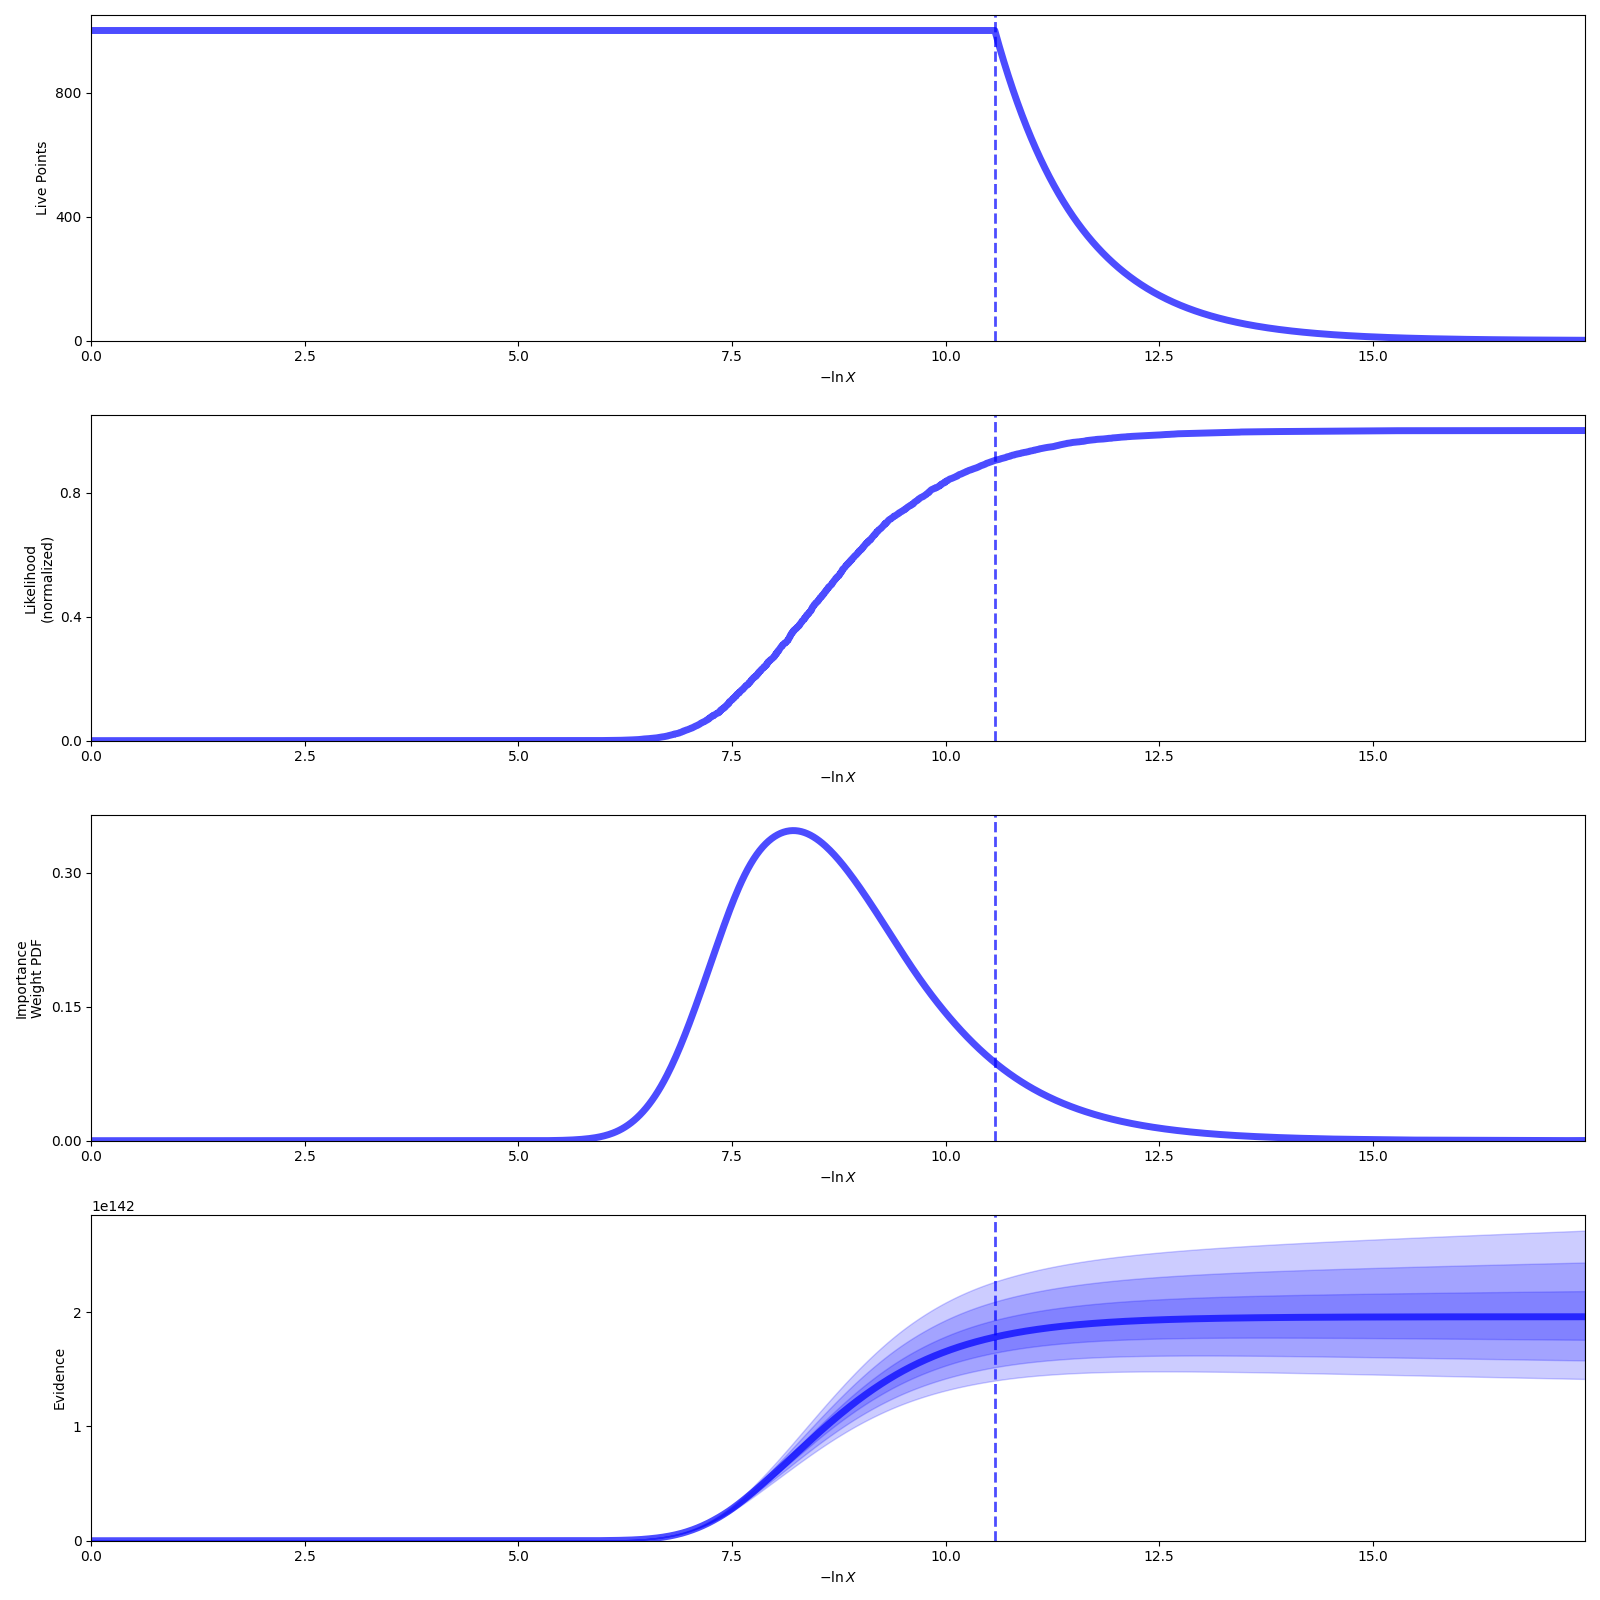 800
400
0
Live Points
0.0 2.5 5.0 7.5 10.0 12.5 15.0
−ln X
0.8
0.4
0.0
Likelihood
(normalized)
0.0 2.5 5.0 7.5 10.0 12.5 15.0
−ln X
0.30
0.15
0.00
Importance
Weight PDF
0.0 2.5 5.0 7.5 10.0 12.5 15.0
−ln X
1e142
2
1
0
Evidence
0.0 2.5 5.0 7.5 10.0 12.5 15.0
−ln X